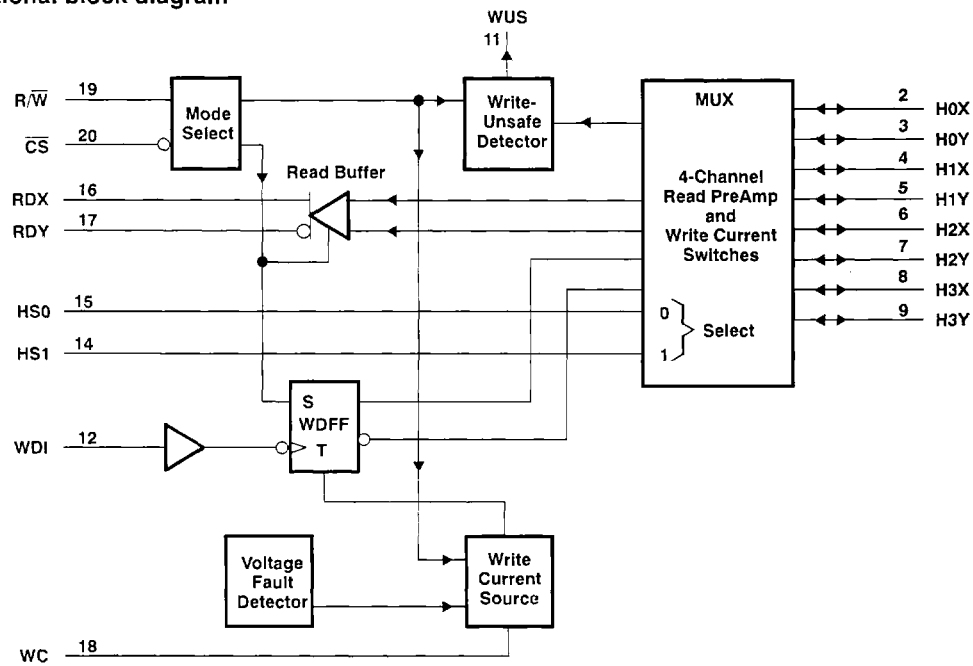 tional block diagram
WUS
11
R/W̅ 19
C̅S̅ 20
Mode
Select
Write-
Unsafe
Detector
MUX
4-Channel
Read PreAmp
and
Write Current
Switches
0
1
Select
2 H0X
3 H0Y
4 H1X
5 H1Y
6 H2X
7 H2Y
8 H3X
9 H3Y
Read Buffer
RDX 16
RDY 17
HS0 15
HS1 14
S
WDFF
T
WDI 12
Voltage
Fault
Detector
Write
Current
Source
WC 18